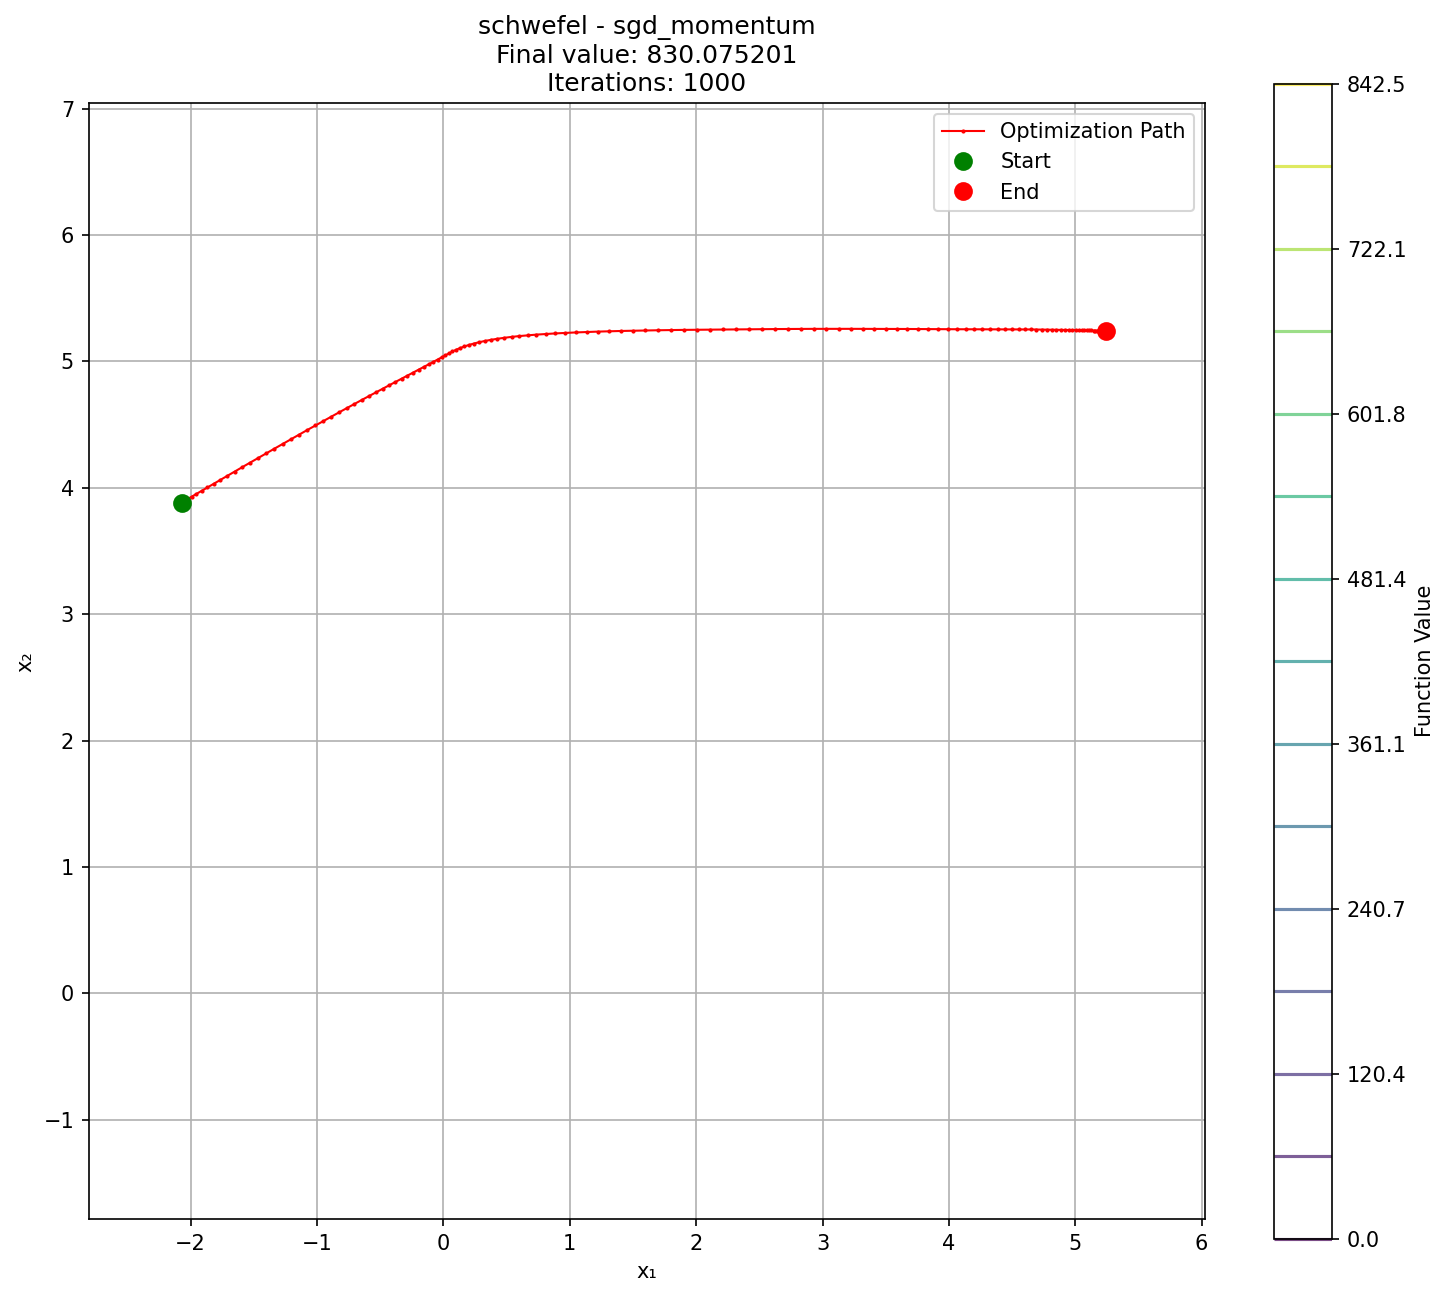 schwefel - sgd_momentum
Final value: 830.075201
Iterations: 1000
Optimization Path
Start
End
7
6
5
4
3
2
1
0
−1
x₂
−2
−1
0
1
2
3
4
5
6
x₁
842.5
722.1
601.8
481.4
361.1
240.7
120.4
0.0
Function Value